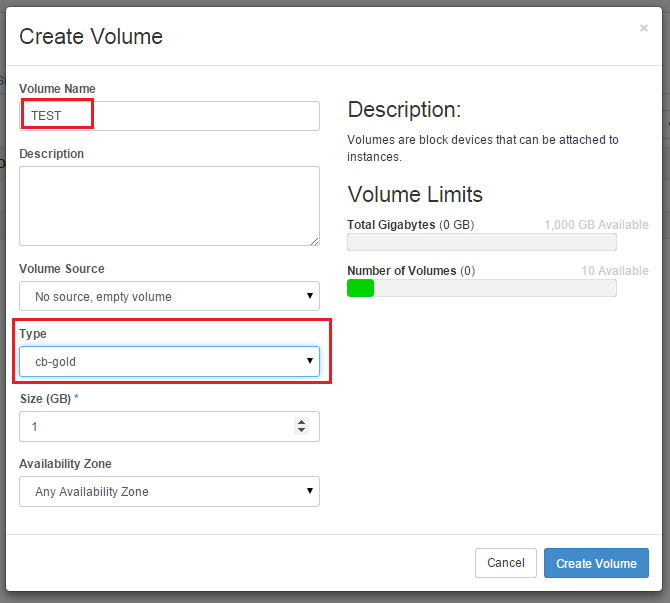 Create Volume
×
Volume Name
TEST
Description
Volume Source
No source, empty volume
Type
cb-gold
Size (GB) *
1
Availability Zone
Any Availability Zone
Description:
Volumes are block devices that can be attached to
instances.
Volume Limits
Total Gigabytes (0 GB) 1,000 GB Available
Number of Volumes (0) 10 Available
Cancel
Create Volume